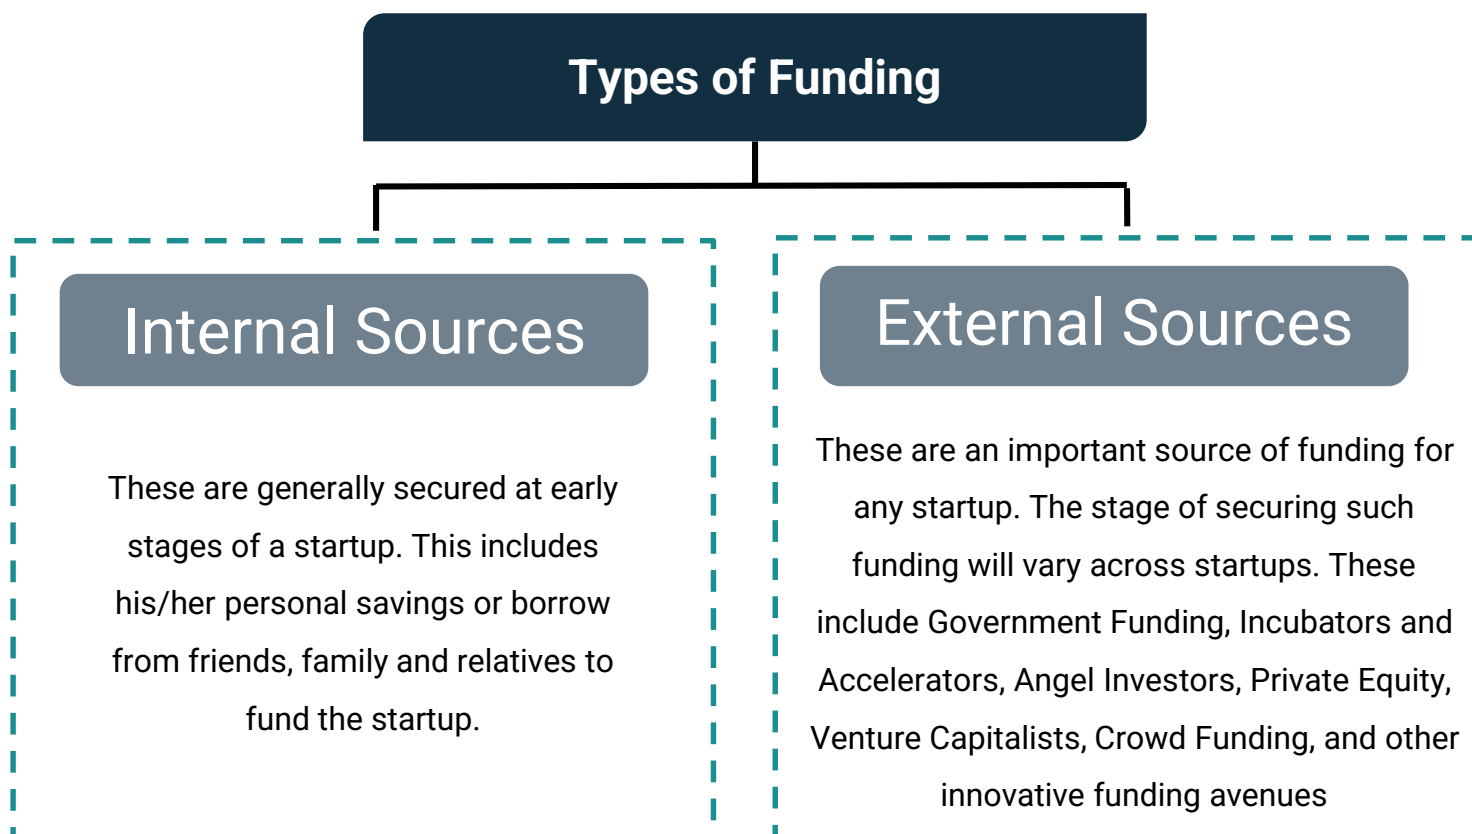 Types of Funding
Internal Sources
These are generally secured at early
stages of a startup. This includes
his/her personal savings or borrow
from friends, family and relatives to
fund the startup.
External Sources
These are an important source of funding for
any startup. The stage of securing such
funding will vary across startups. These
include Government Funding, Incubators and
Accelerators, Angel Investors, Private Equity,
Venture Capitalists, Crowd Funding, and other
innovative funding avenues